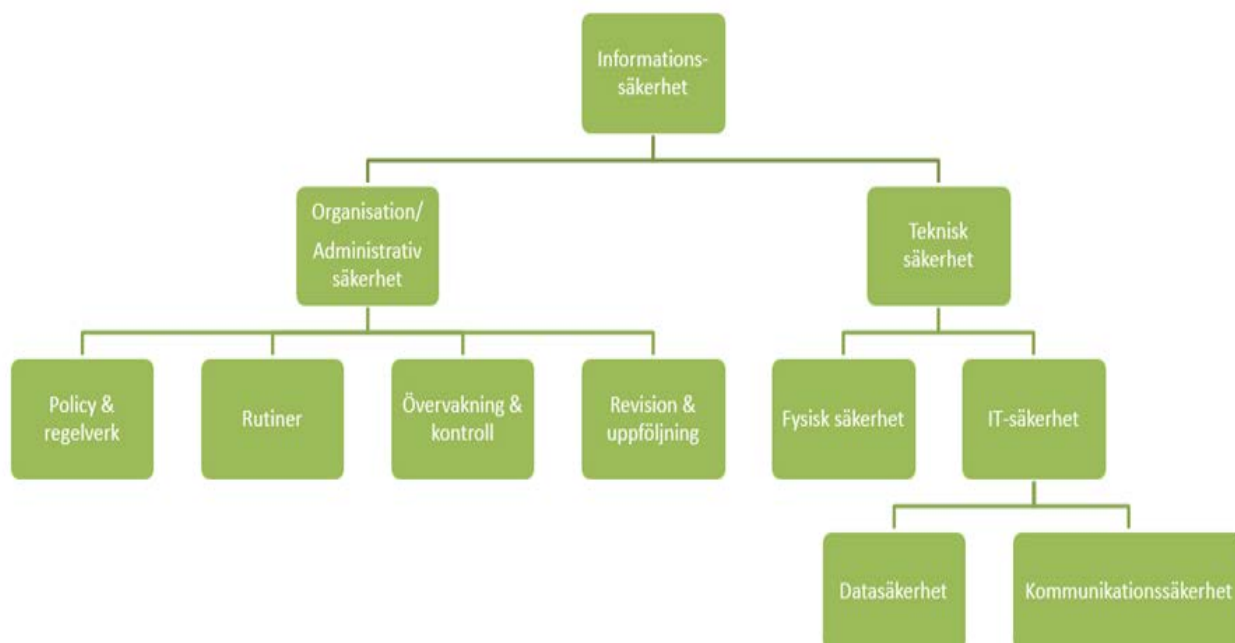 Informations-
säkerhet
Organisation/
Administrativ
säkerhet
Teknisk
säkerhet
Policy &
regelverk
Rutiner
Övervakning &
kontroll
Revision &
uppföljning
Fysisk säkerhet
IT-säkerhet
Datasäkerhet
Kommunikationssäkerhet